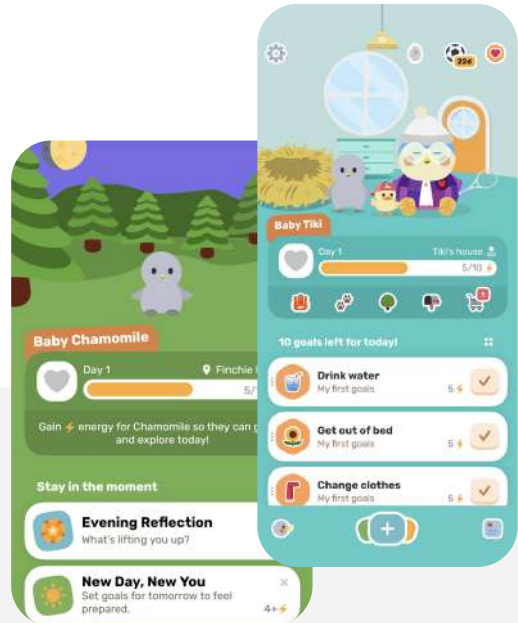 Baby Chamomile
Day 1
Finchie
5/
Gain energy for Chamomile so they can
and explore today!
Stay in the moment
Evening Reflection
What's lifting you up?
New Day, New You
Set goals for tomorrow to feel
prepared.
4+
226
Baby Tiki
Day 1
Tiki's house
5/10
1
10 goals left for today!
Drink water
My first goals
5
Get out of bed
My first goals
5
Change clothes
My first goals
5